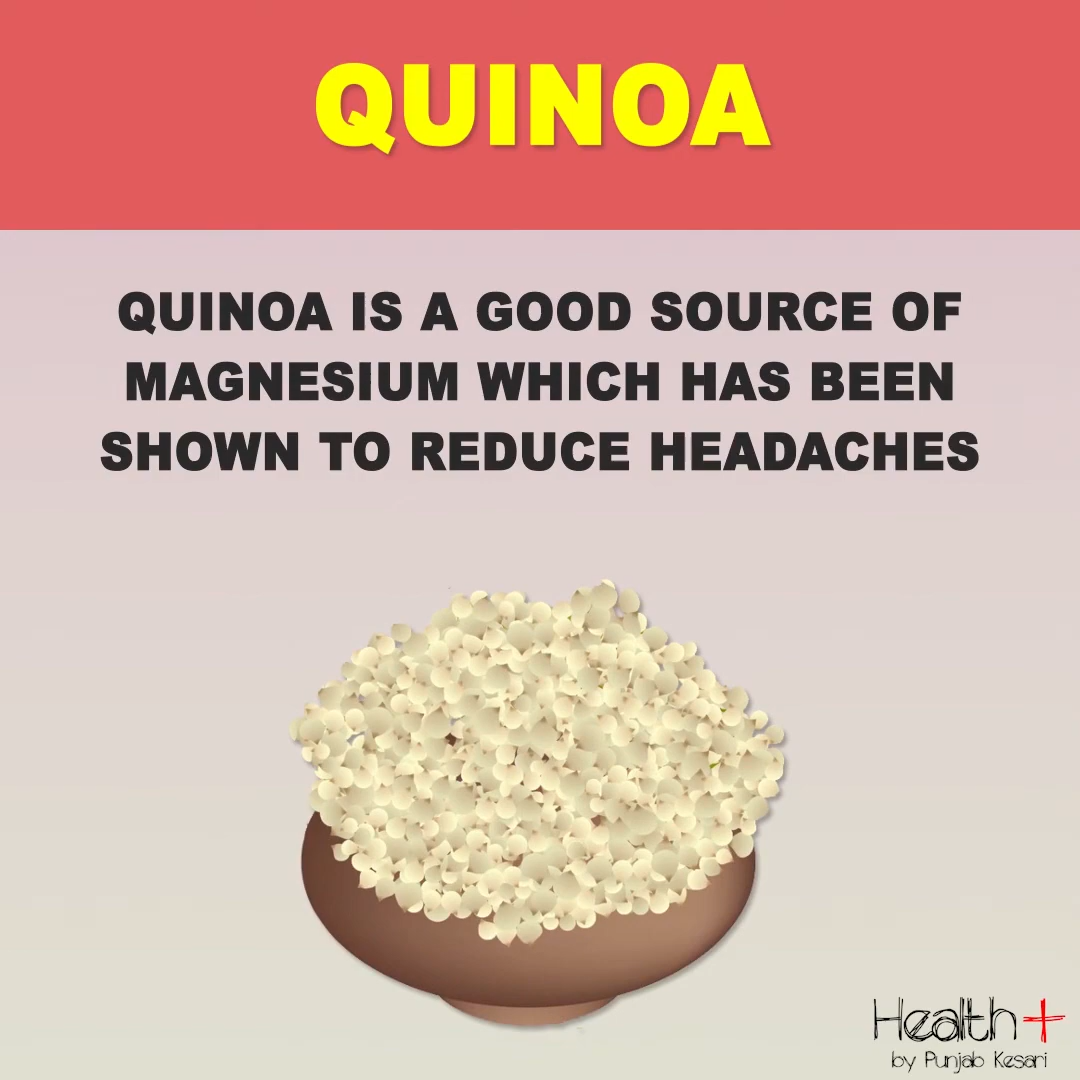 QUINOA
QUINOA IS A GOOD SOURCE OF
MAGNESIUM WHICH HAS BEEN
SHOWN TO REDUCE HEADACHES
Health+
by Punjab Kesari